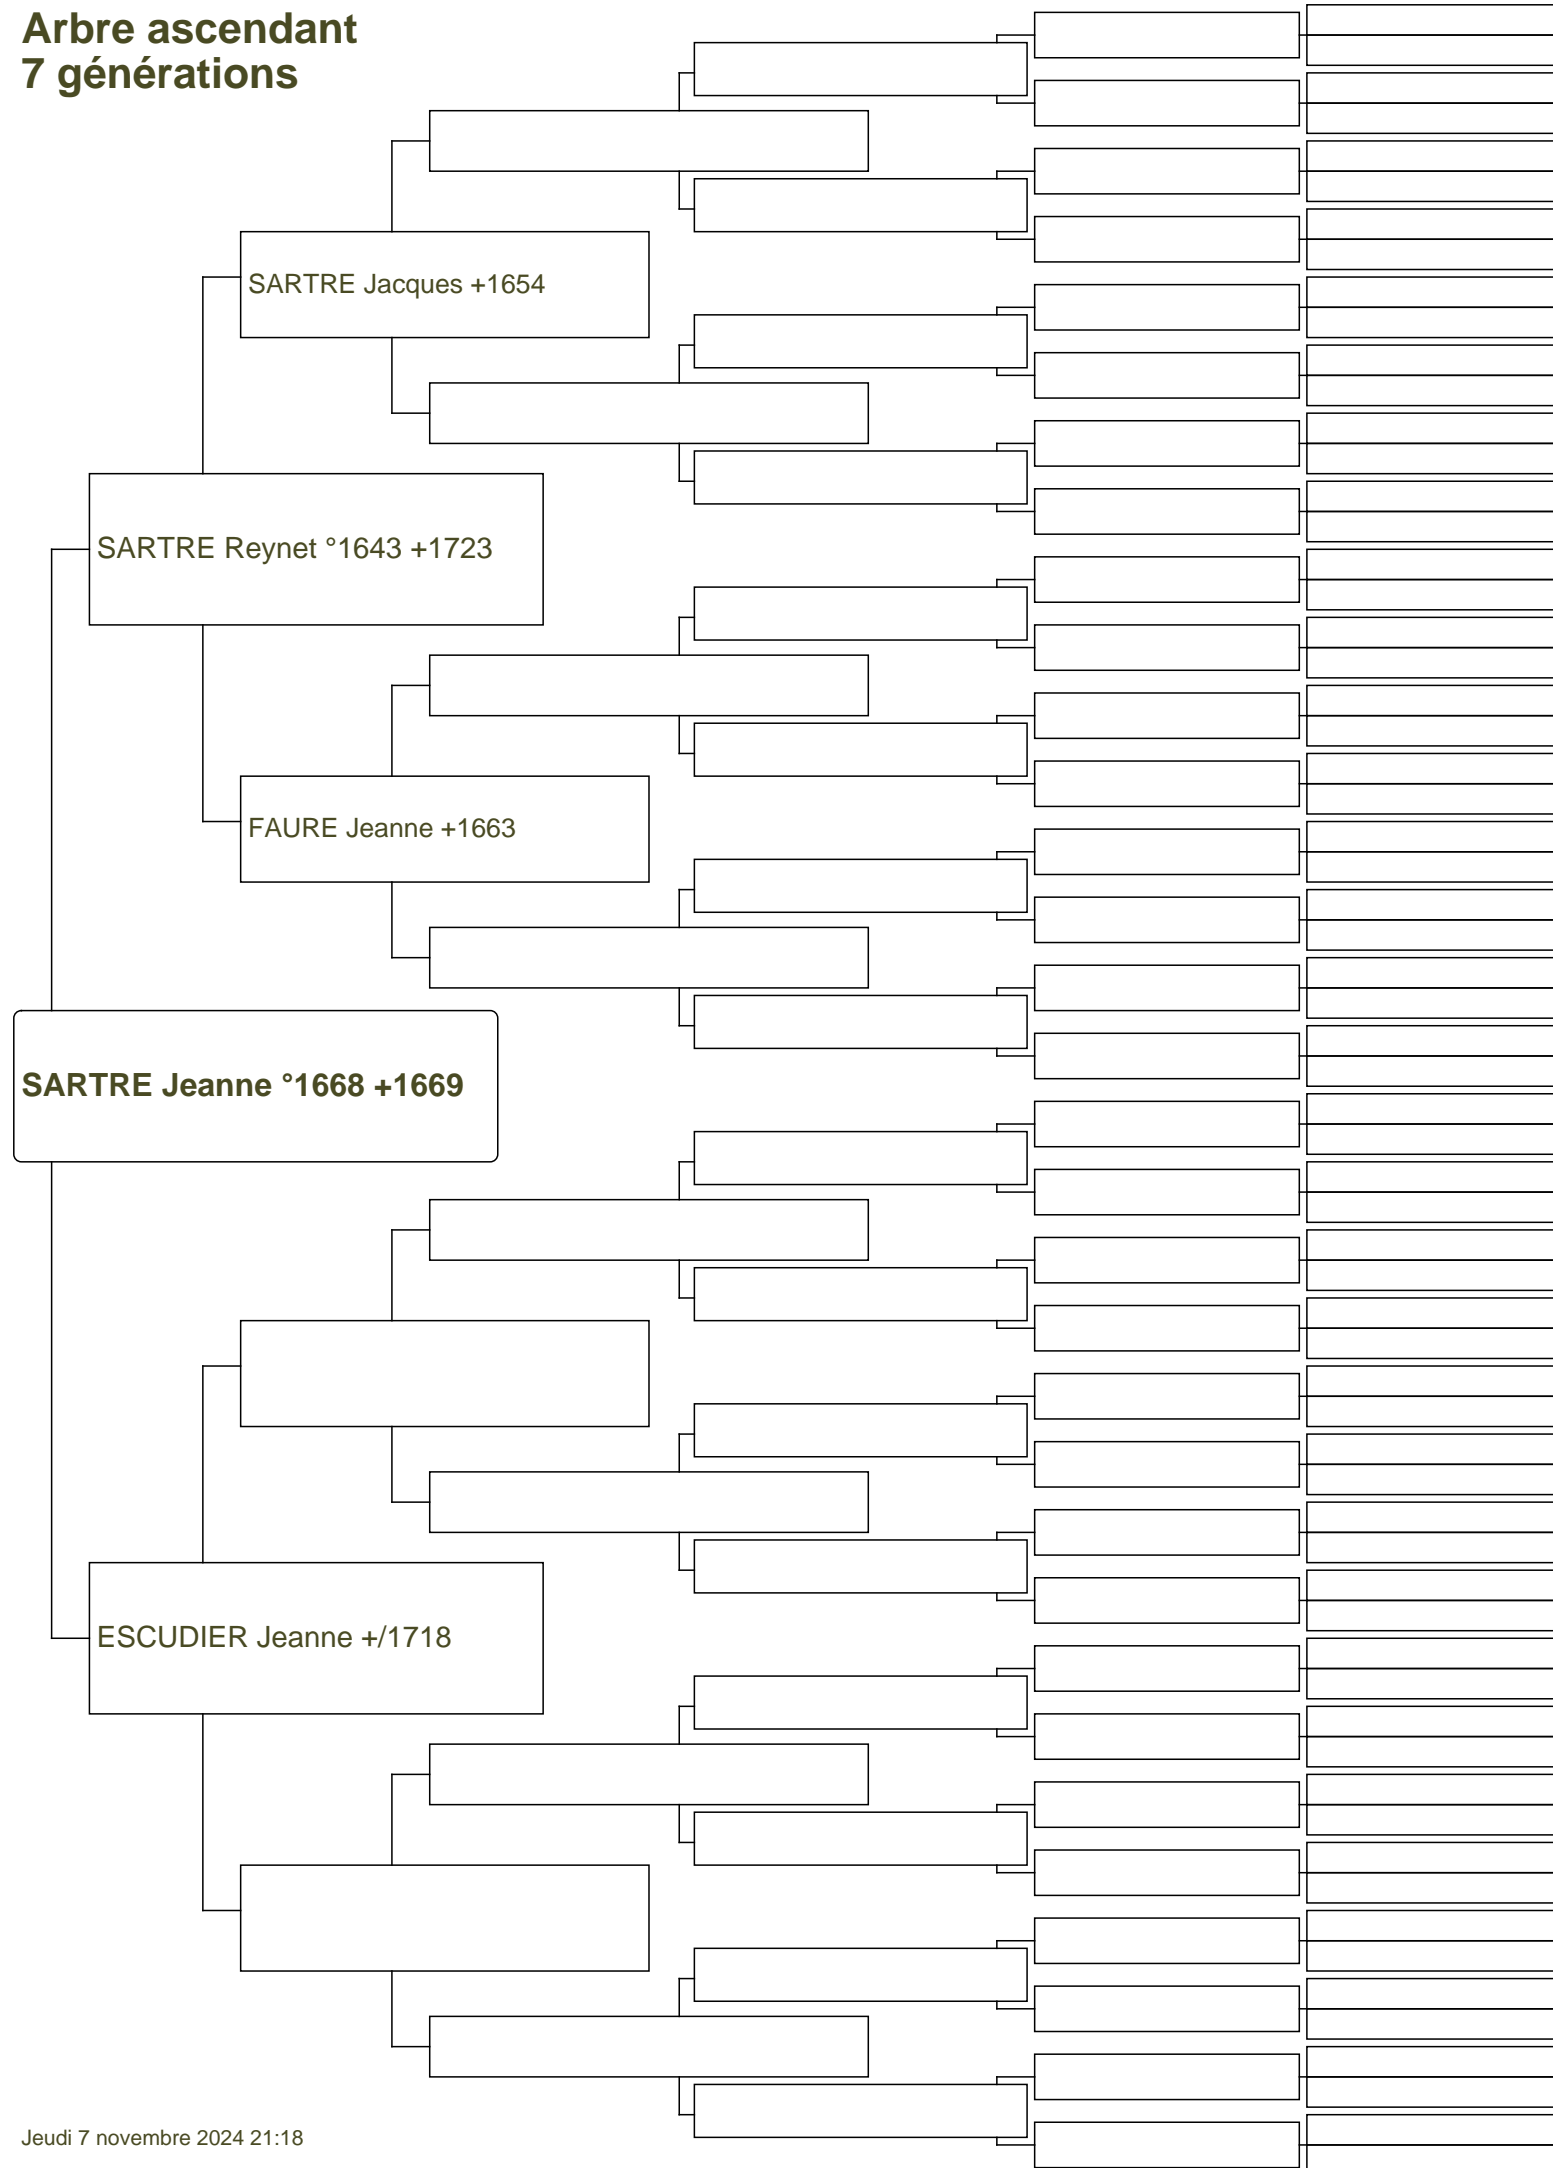 Arbre ascendant
7 générations
SARTRE Jacques +1654
SARTRE Reynet °1643 +1723
FAURE Jeanne +1663
SARTRE Jeanne °1668 +1669
ESCUDIER Jeanne +/1718
Jeudi 7 novembre 2024 21:18